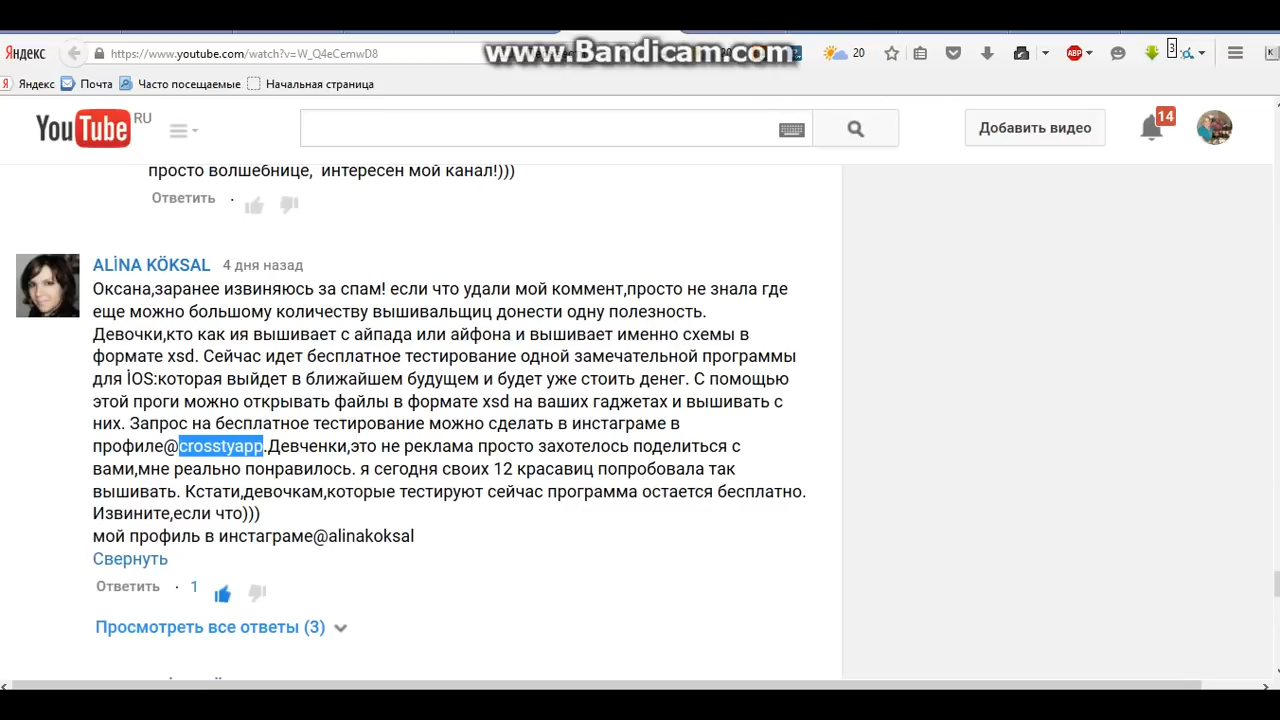 www.Bandicam.com
Яндекс
https://www.youtube.com/watch?v=W_Q4eCemwD8
20
ABP
3
Яндекс Почта Часто посещаемые Начальная страница
YouTube RU
Добавить видео
14
просто волшебнице, интересен мой канал!)))
Ответить ·
ALİNA KÖKSAL 4 дня назад
Оксана,заранее извиняюсь за спам! если что удали мой коммент,просто не знала где
еще можно большому количеству вышивальщиц донести одну полезность.
Девочки,кто как ия вышивает с айпада или айфона и вышивает именно схемы в
формате xsd. Сейчас идет бесплатное тестирование одной замечательной программы
для İOS:которая выйдет в ближайшем будущем и будет уже стоить денег. С помощью
этой проги можно открывать файлы в формате xsd на ваших гаджетах и вышивать с
них. Запрос на бесплатное тестирование можно сделать в инстаграме в
профиле@crosstyapp.Девченки,это не реклама просто захотелось поделиться с
вами,мне реально понравилось. я сегодня своих 12 красавиц попробовала так
вышивать. Кстати,девочкам,которые тестируют сейчас программа остается бесплатно.
Извините,если что)))
мой профиль в инстаграме@alinakoksal
Свернуть
Ответить · 1
Просмотреть все ответы (3)